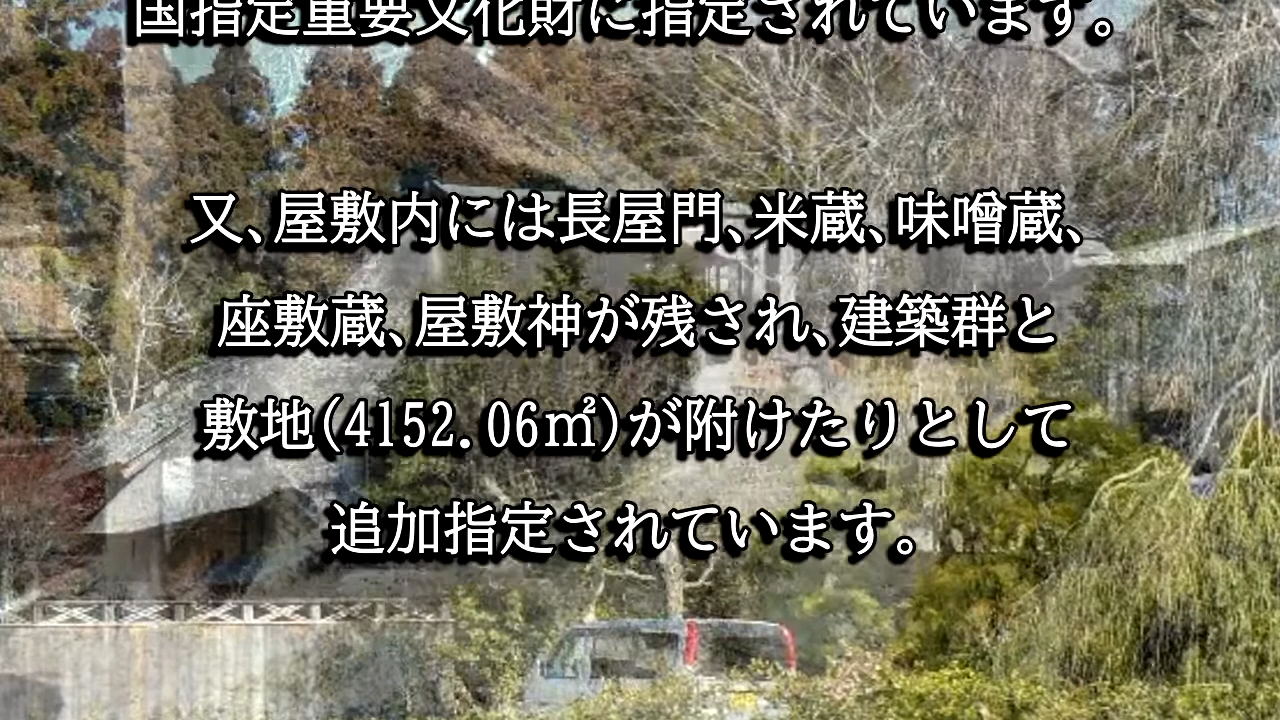 国指定重要文化財に指定されています。
又、屋敷内には長屋門、米蔵、味噌蔵、
座敷蔵、屋敷神が残され、建築群と
敷地(4152.06㎡)が附けたりとして
追加指定されています。